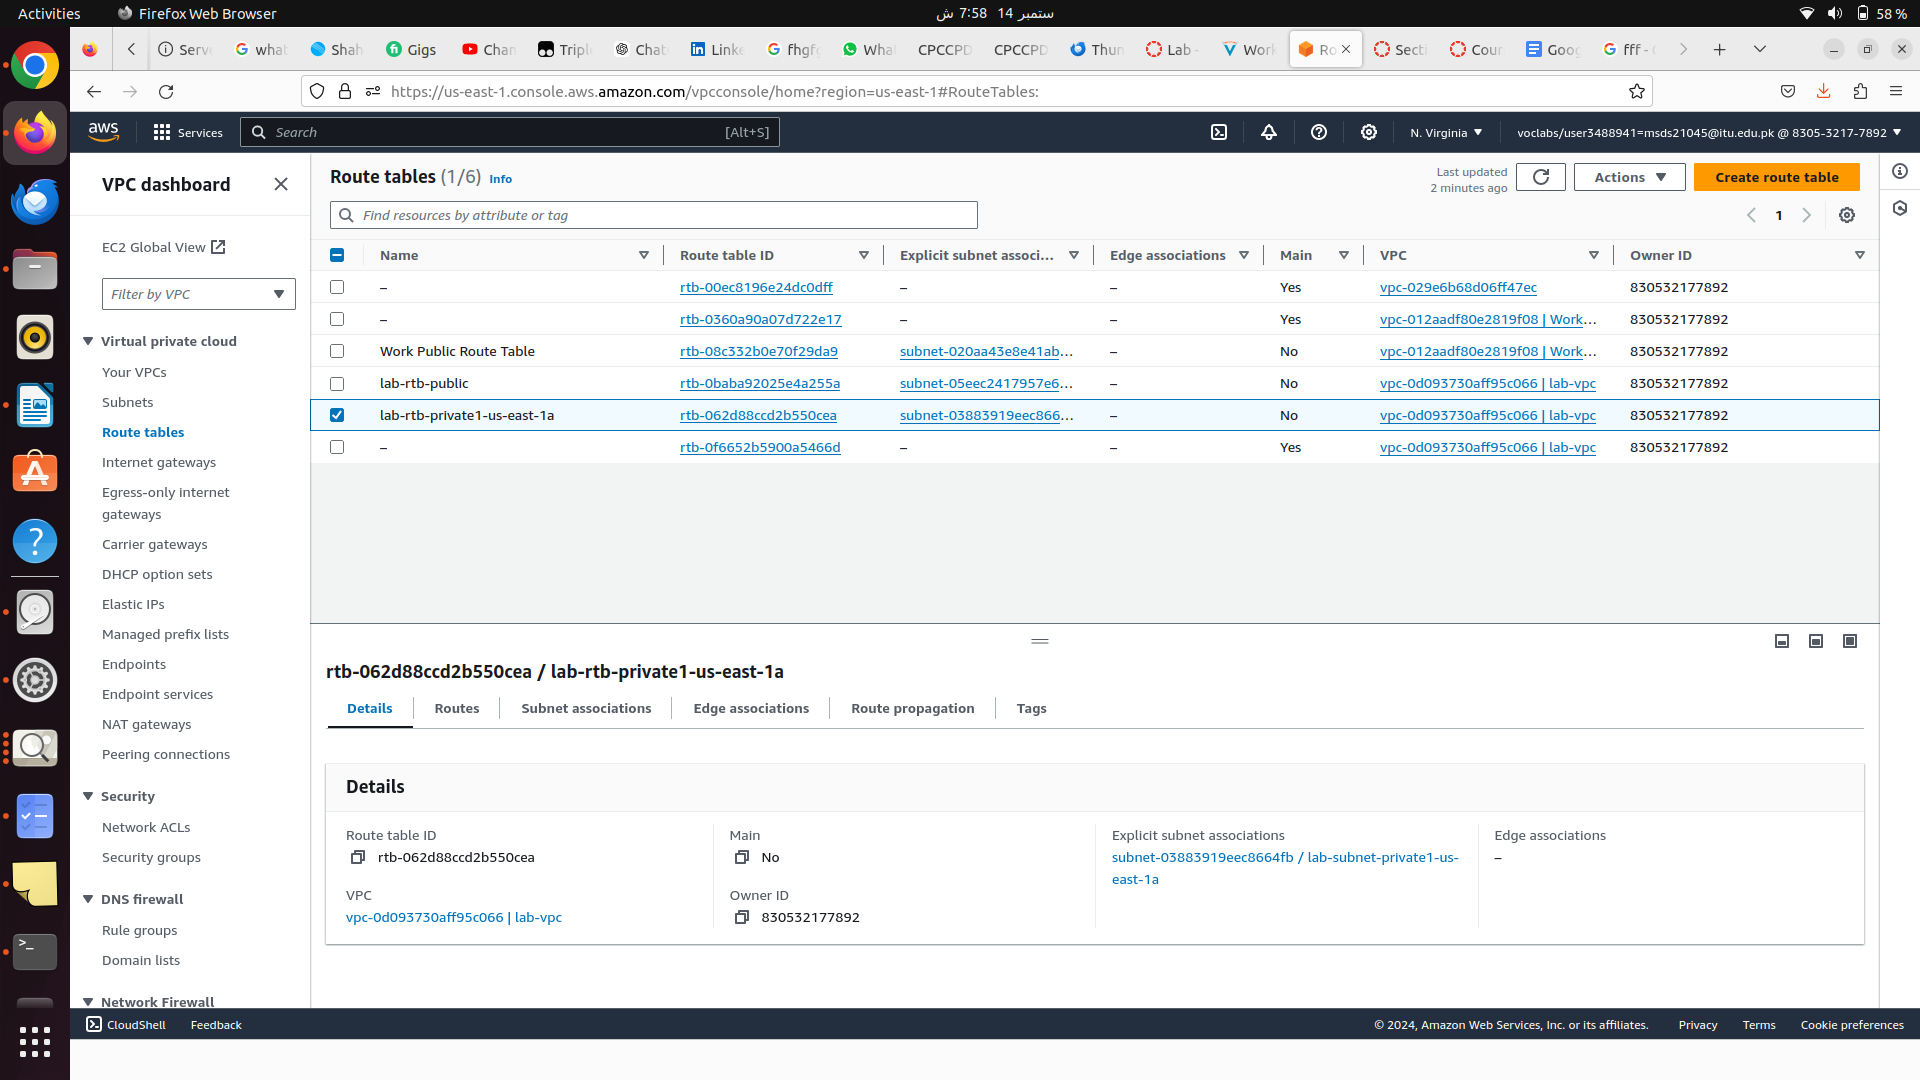 Activities
Firefox Web Browser
ستمبر 14  7:58 ش
58 %
Serv
what
Shah
Gigs
Chan
Triple
Chat
Linke
fhgfg
What
CPCCPD
CPCCPD
Thun
Lab -
Work
Ro
Secti
Cour
Goog
fff - G
https://us-east-1.console.aws.amazon.com/vpcconsole/home?region=us-east-1#RouteTables:
aws
Services
Search
[Alt+S]
N. Virginia
voclabs/user3488941=msds21045@itu.edu.pk @ 8305-3217-7892
VPC dashboard
EC2 Global View
Filter by VPC
Virtual private cloud
Your VPCs
Subnets
Route tables
Internet gateways
Egress-only internet
gateways
Carrier gateways
DHCP option sets
Elastic IPs
Managed prefix lists
Endpoints
Endpoint services
NAT gateways
Peering connections
Security
Network ACLs
Security groups
DNS firewall
Rule groups
Domain lists
Network Firewall
Route tables (1/6) Info
Last updated
2 minutes ago
Actions
Create route table
Find resources by attribute or tag
1
Name Route table ID Explicit subnet associ... Edge associations Main VPC Owner ID
– rtb-00ec8196e24dc0dff – – Yes vpc-029e6b68d06ff47ec 830532177892
– rtb-0360a90a07d722e17 – – Yes vpc-012aadf80e2819f08 | Work... 830532177892
Work Public Route Table rtb-08c332b0e70f29da9 subnet-020aa43e8e41ab... – No vpc-012aadf80e2819f08 | Work... 830532177892
lab-rtb-public rtb-0baba92025e4a255a subnet-05eec2417957e6... – No vpc-0d093730aff95c066 | lab-vpc 830532177892
lab-rtb-private1-us-east-1a rtb-062d88ccd2b550cea subnet-03883919eec866... – No vpc-0d093730aff95c066 | lab-vpc 830532177892
– rtb-0f6652b5900a5466d – – Yes vpc-0d093730aff95c066 | lab-vpc 830532177892
rtb-062d88ccd2b550cea / lab-rtb-private1-us-east-1a
Details Routes Subnet associations Edge associations Route propagation Tags
Details
Route table ID
rtb-062d88ccd2b550cea
VPC
vpc-0d093730aff95c066 | lab-vpc
Main
No
Owner ID
830532177892
Explicit subnet associations
subnet-03883919eec8664fb / lab-subnet-private1-us-
east-1a
Edge associations
–
CloudShell
Feedback
© 2024, Amazon Web Services, Inc. or its affiliates.
Privacy
Terms
Cookie preferences